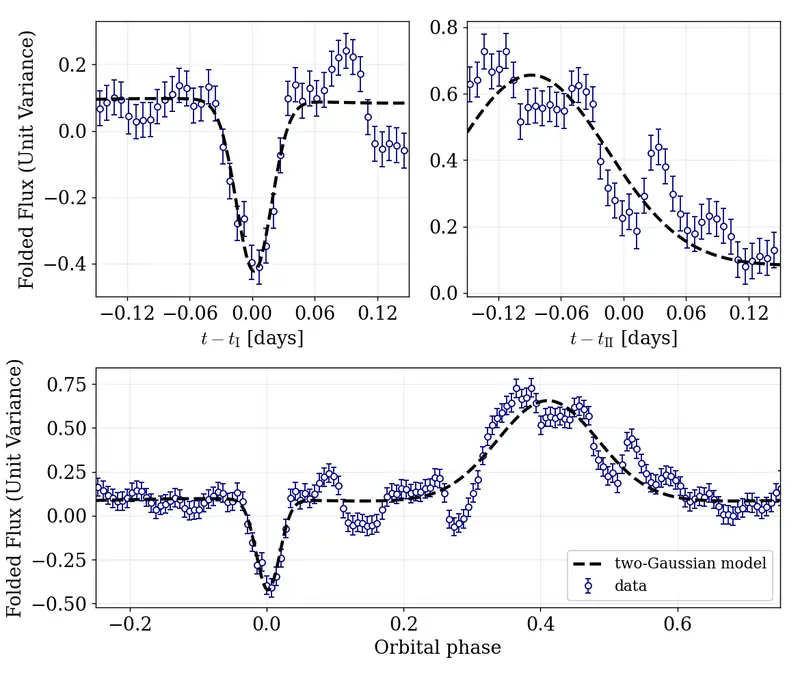 Folded Flux (Unit Variance)
0.2
0.0
−0.2
−0.4
−0.12 −0.06 0.00 0.06 0.12
t − t_I [days]
0.8
0.6
0.4
0.2
0.0
−0.12 −0.06 0.00 0.06 0.12
t − t_II [days]
Folded Flux (Unit Variance)
0.75
0.50
0.25
0.00
−0.25
−0.50
−0.2 0.0 0.2 0.4 0.6
Orbital phase
two-Gaussian model
data